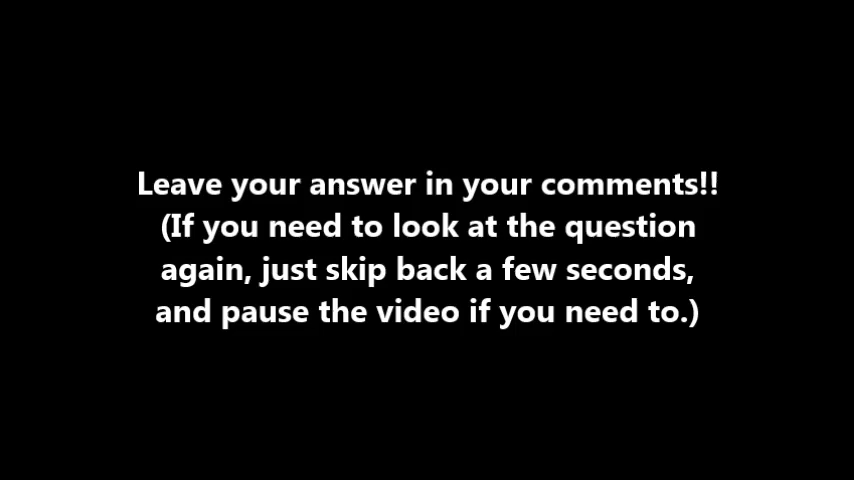 Leave your answer in your comments!!
(If you need to look at the question
again, just skip back a few seconds,
and pause the video if you need to.)